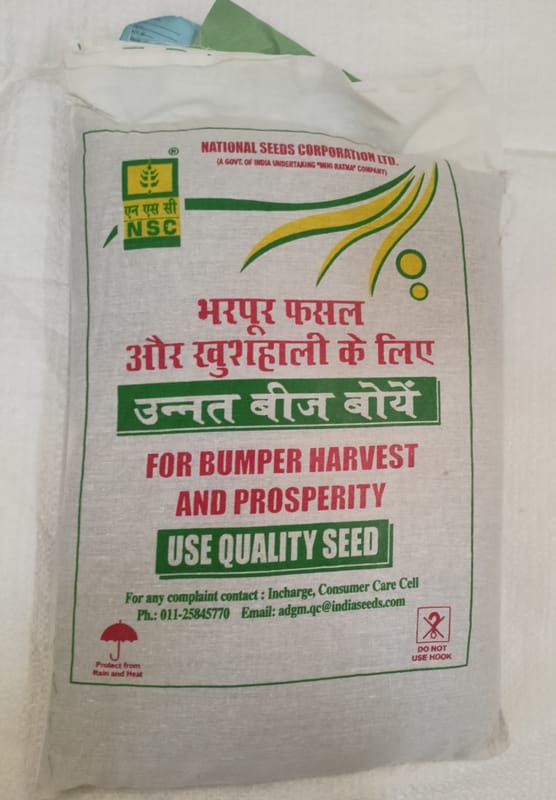 NATIONAL SEEDS CORPORATION LTD.
(A GOVT. OF INDIA UNDERTAKING "MINI RATNA" COMPANY)
®
एन एस सी
NSC
भरपूर फसल
और खुशहाली के लिए
उन्नत बीज बोयें
FOR BUMPER HARVEST
AND PROSPERITY
USE QUALITY SEED
For any complaint contact : Incharge, Consumer Care Cell
Ph.: 011-25845770 Email: adgm.qc@indiaseeds.com
Protect from
Rain and Heat
DO NOT
USE HOOK